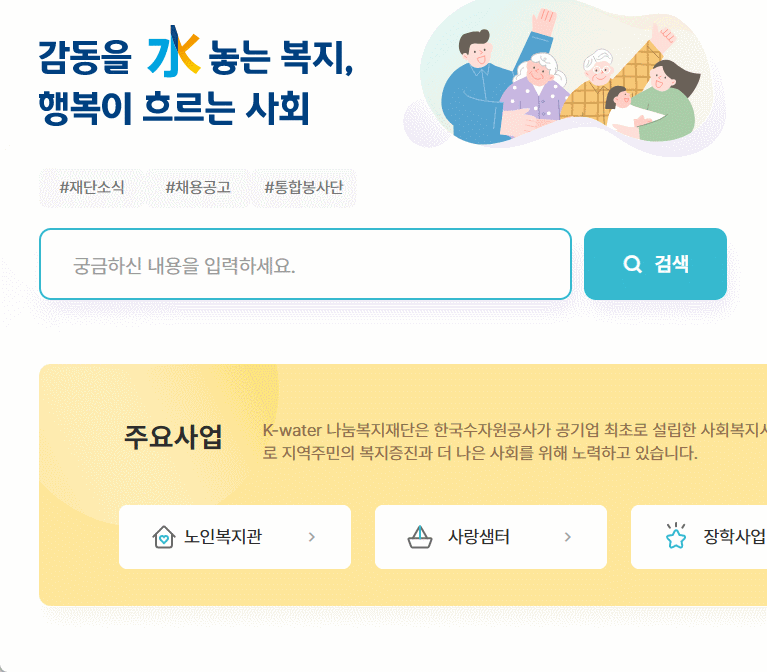 감동을 水 놓는 복지,
행복이 흐르는 사회
#재단소식 #채용공고 #통합봉사단
궁금하신 내용을 입력하세요. 검색
주요사업
K-water 나눔복지재단은 한국수자원공사가 공기업 최초로 설립한 사회복지
로 지역주민의 복지증진과 더 나은 사회를 위해 노력하고 있습니다.
노인복지관 사랑샘터 장학사업